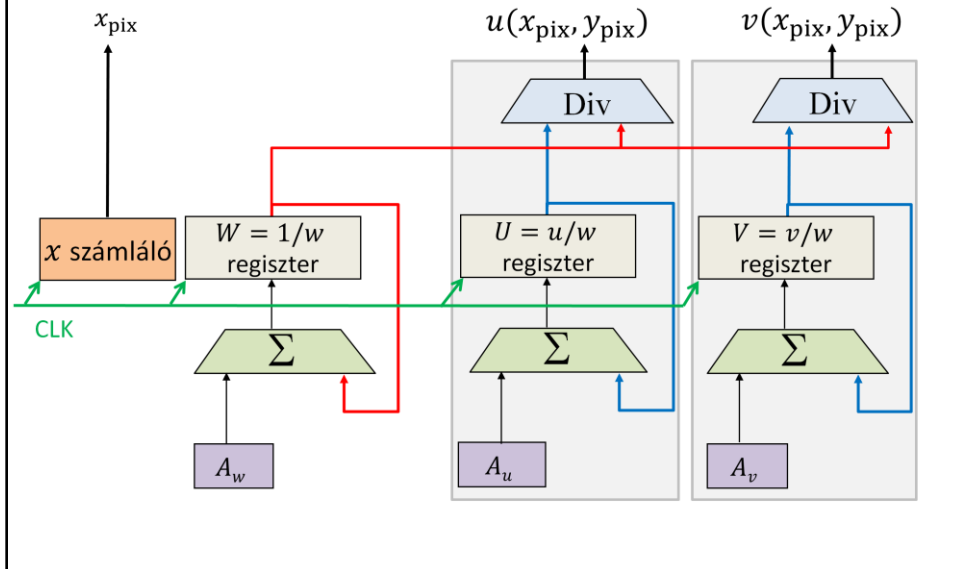 x_pix
u(x_pix, y_pix)
v(x_pix, y_pix)
Div
Div
x számláló
W = 1/w
regiszter
U = u/w
regiszter
V = v/w
regiszter
CLK
Σ
Σ
Σ
A_w
A_u
A_v